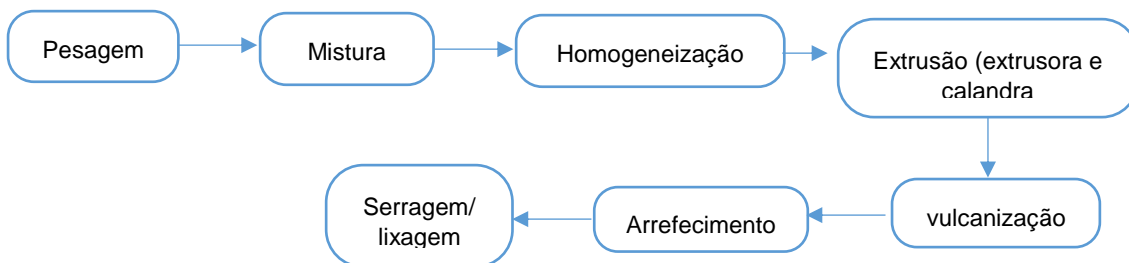 Pesagem
Mistura
Homogeneização
Extrusão (extrusora e
calandra
vulcanização
Arrefecimento
Serragem/
lixagem